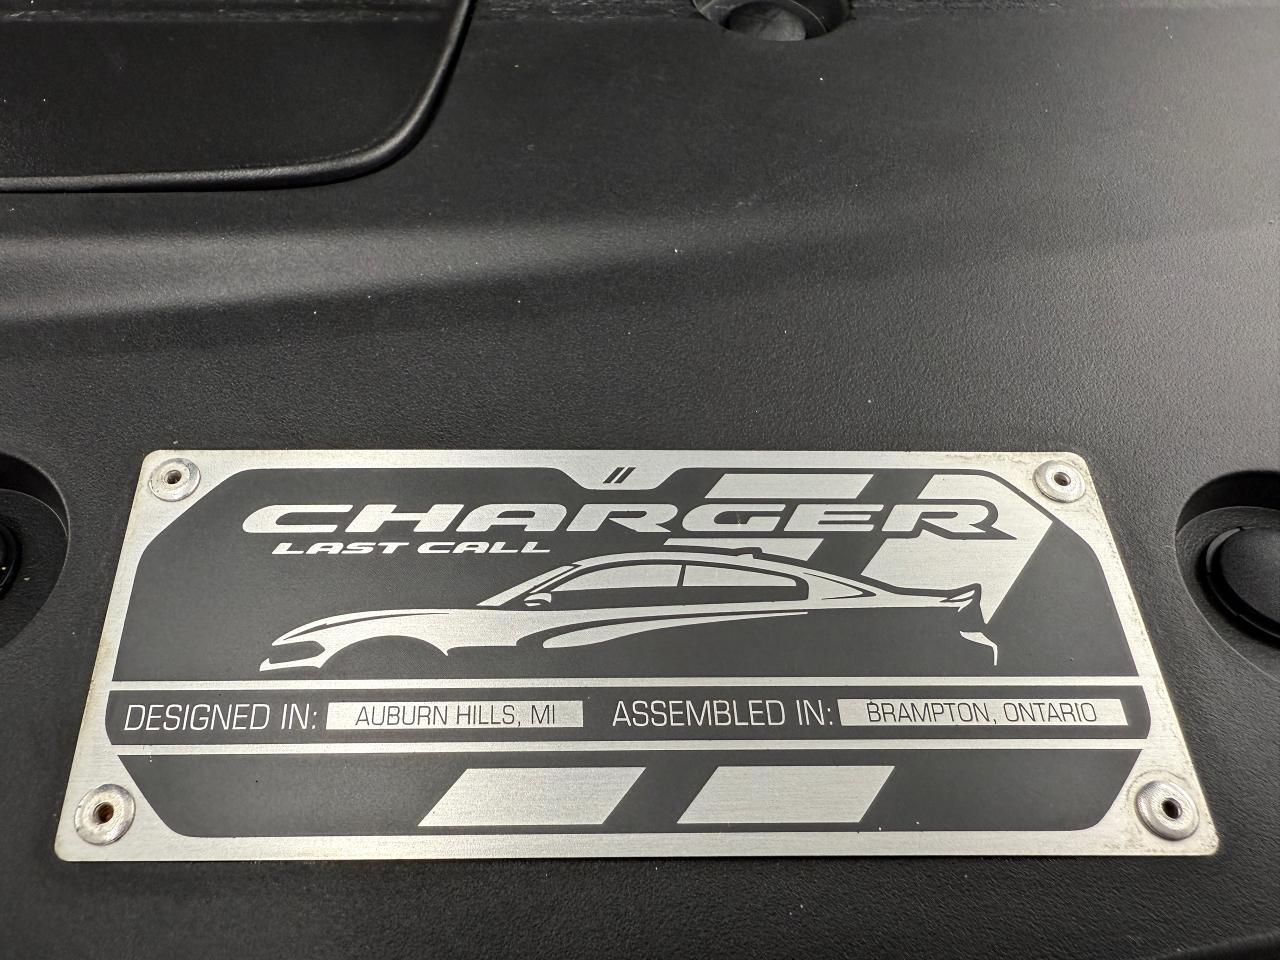 CHARGER
LAST CALL
DESIGNED IN: AUBURN HILLS, MI ASSEMBLED IN: BRAMPTON, ONTARIO